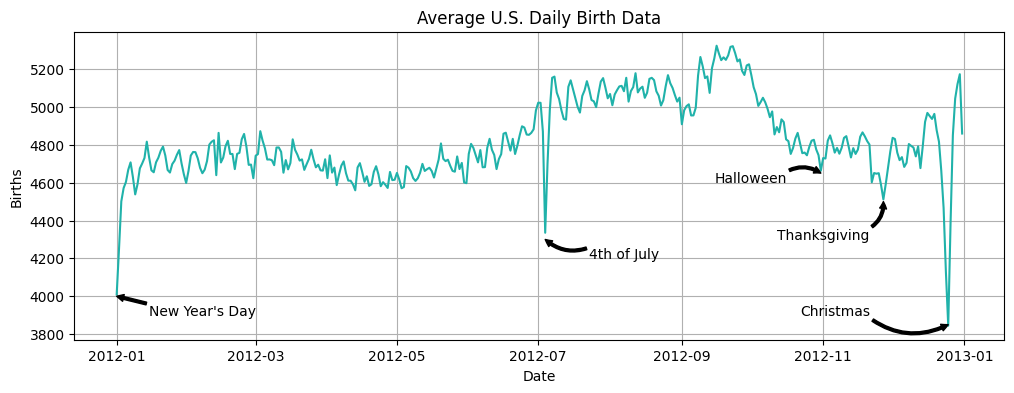 Average U.S. Daily Birth Data
Births
5200
5000
4800
4600
4400
4200
4000
3800
Halloween
Thanksgiving
4th of July
New Year's Day
Christmas
2012-01
2012-03
2012-05
2012-07
2012-09
2012-11
2013-01
Date